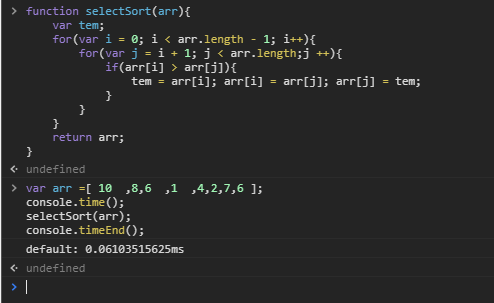 function selectSort(arr){
    var tem;
    for(var i = 0; i < arr.length - 1; i++){
        for(var j = i + 1; j < arr.length;j ++){
            if(arr[i] > arr[j]){
                tem = arr[i]; arr[i] = arr[j]; arr[j] = tem;
            }
        }
    }
    return arr;
}
undefined
var arr =[ 10  ,8,6  ,1  ,4,2,7,6 ];
console.time();
selectSort(arr);
console.timeEnd();
default: 0.06103515625ms
undefined